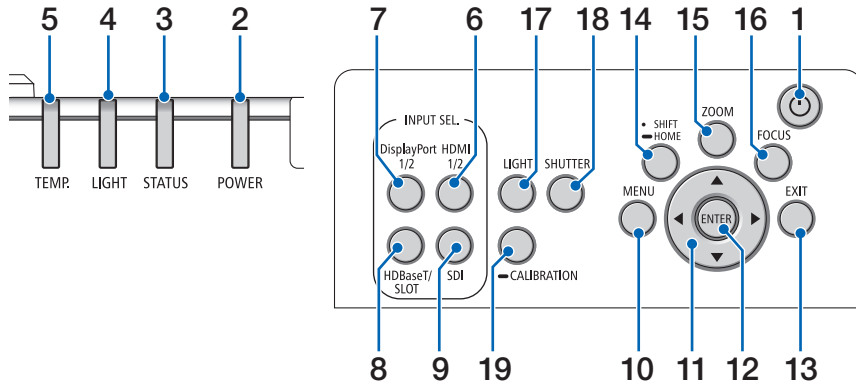 5 4 3 2
TEMP. LIGHT STATUS POWER
7 6 17 18 14 15 16 1
INPUT SEL.
DisplayPort HDMI
1/2 1/2
LIGHT SHUTTER
• SHIFT
━HOME
ZOOM
FOCUS
MENU
ENTER
EXIT
HDBaseT/ SDI
SLOT
━CALIBRATION
8 9 19 10 11 12 13